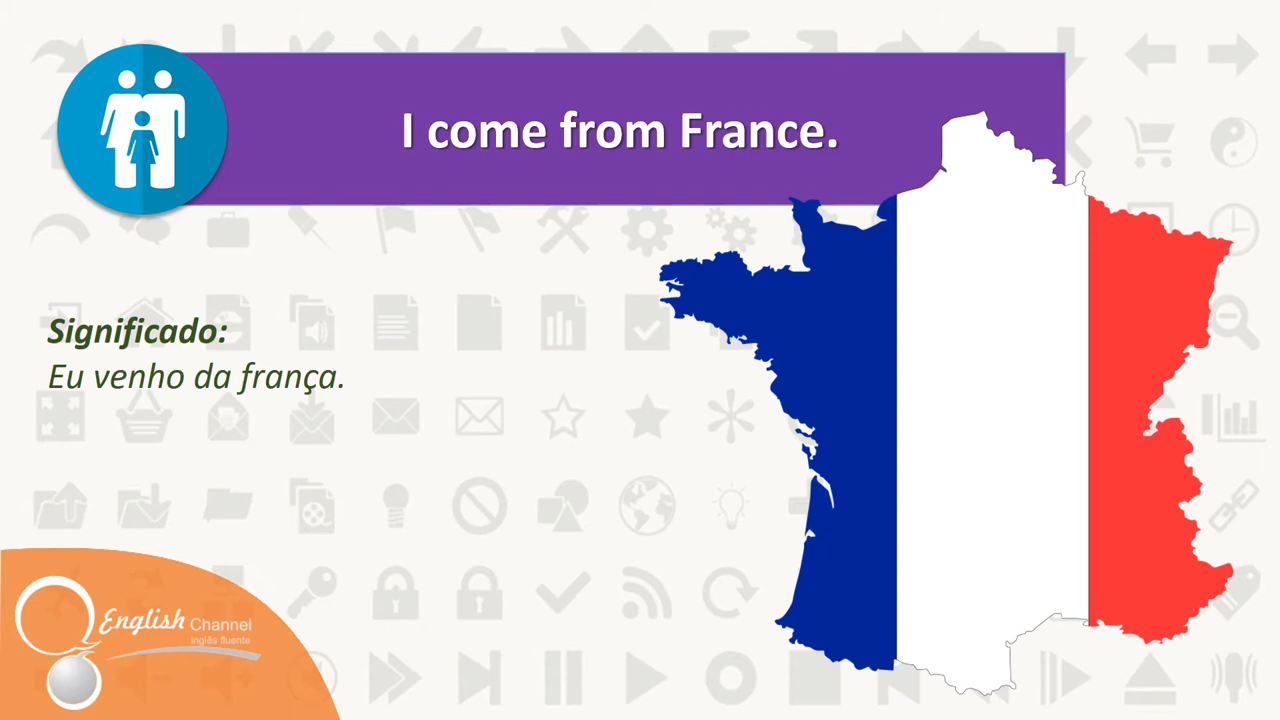 I come from France.
Significado:
Eu venho da frança.
English Channel
inglês fluente